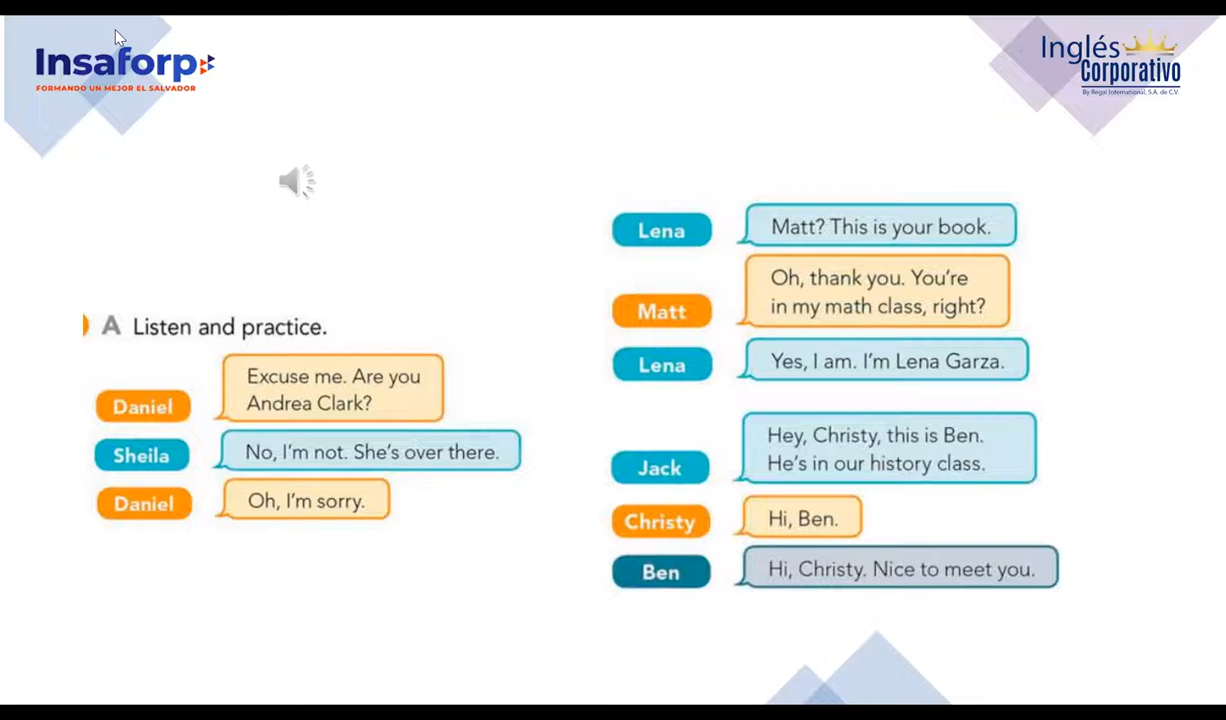 Insaforp
FORMANDO UN MEJOR EL SALVADOR
Inglés
Corporativo
By Regal International, S.A. de C.V.
A Listen and practice.
Daniel
Excuse me. Are you
Andrea Clark?
Sheila
No, I'm not. She's over there.
Daniel
Oh, I'm sorry.
Lena
Matt? This is your book.
Matt
Oh, thank you. You're
in my math class, right?
Lena
Yes, I am. I'm Lena Garza.
Jack
Hey, Christy, this is Ben.
He's in our history class.
Christy
Hi, Ben.
Ben
Hi, Christy. Nice to meet you.